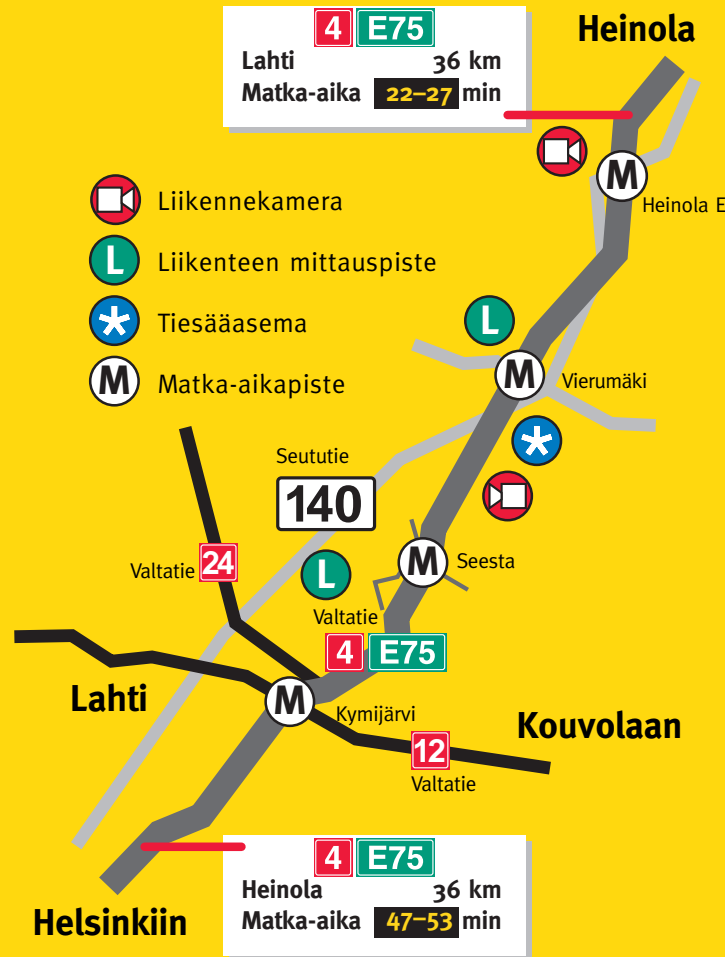 4 E75
Lahti 36 km
Matka-aika 22–27 min
Heinola
M
Heinola E
Liikennekamera
L Liikenteen mittauspiste
Tiesääasema
M Matka-aikapiste
L
M Vierumäki
Seututie
140
M Seesta
Valtatie 24
L
Valtatie
4 E75
Lahti
M
Kymijärvi
Kouvolaan
12
Valtatie
4 E75
Heinola 36 km
Matka-aika 47–53 min
Helsinkiin